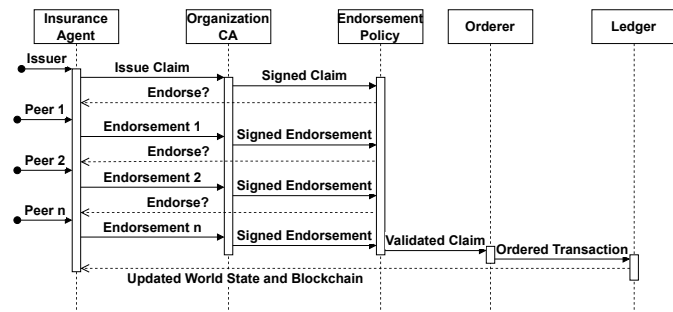 Insurance
Agent
Organization
CA
Endorsement
Policy
Orderer
Ledger
Issuer
Issue Claim
Signed Claim
Endorse?
Peer 1
Endorsement 1
Signed Endorsement
Endorse?
Peer 2
Endorsement 2
Signed Endorsement
Endorse?
Peer n
Endorsement n
Signed Endorsement
Validated Claim
Ordered Transaction
Updated World State and Blockchain